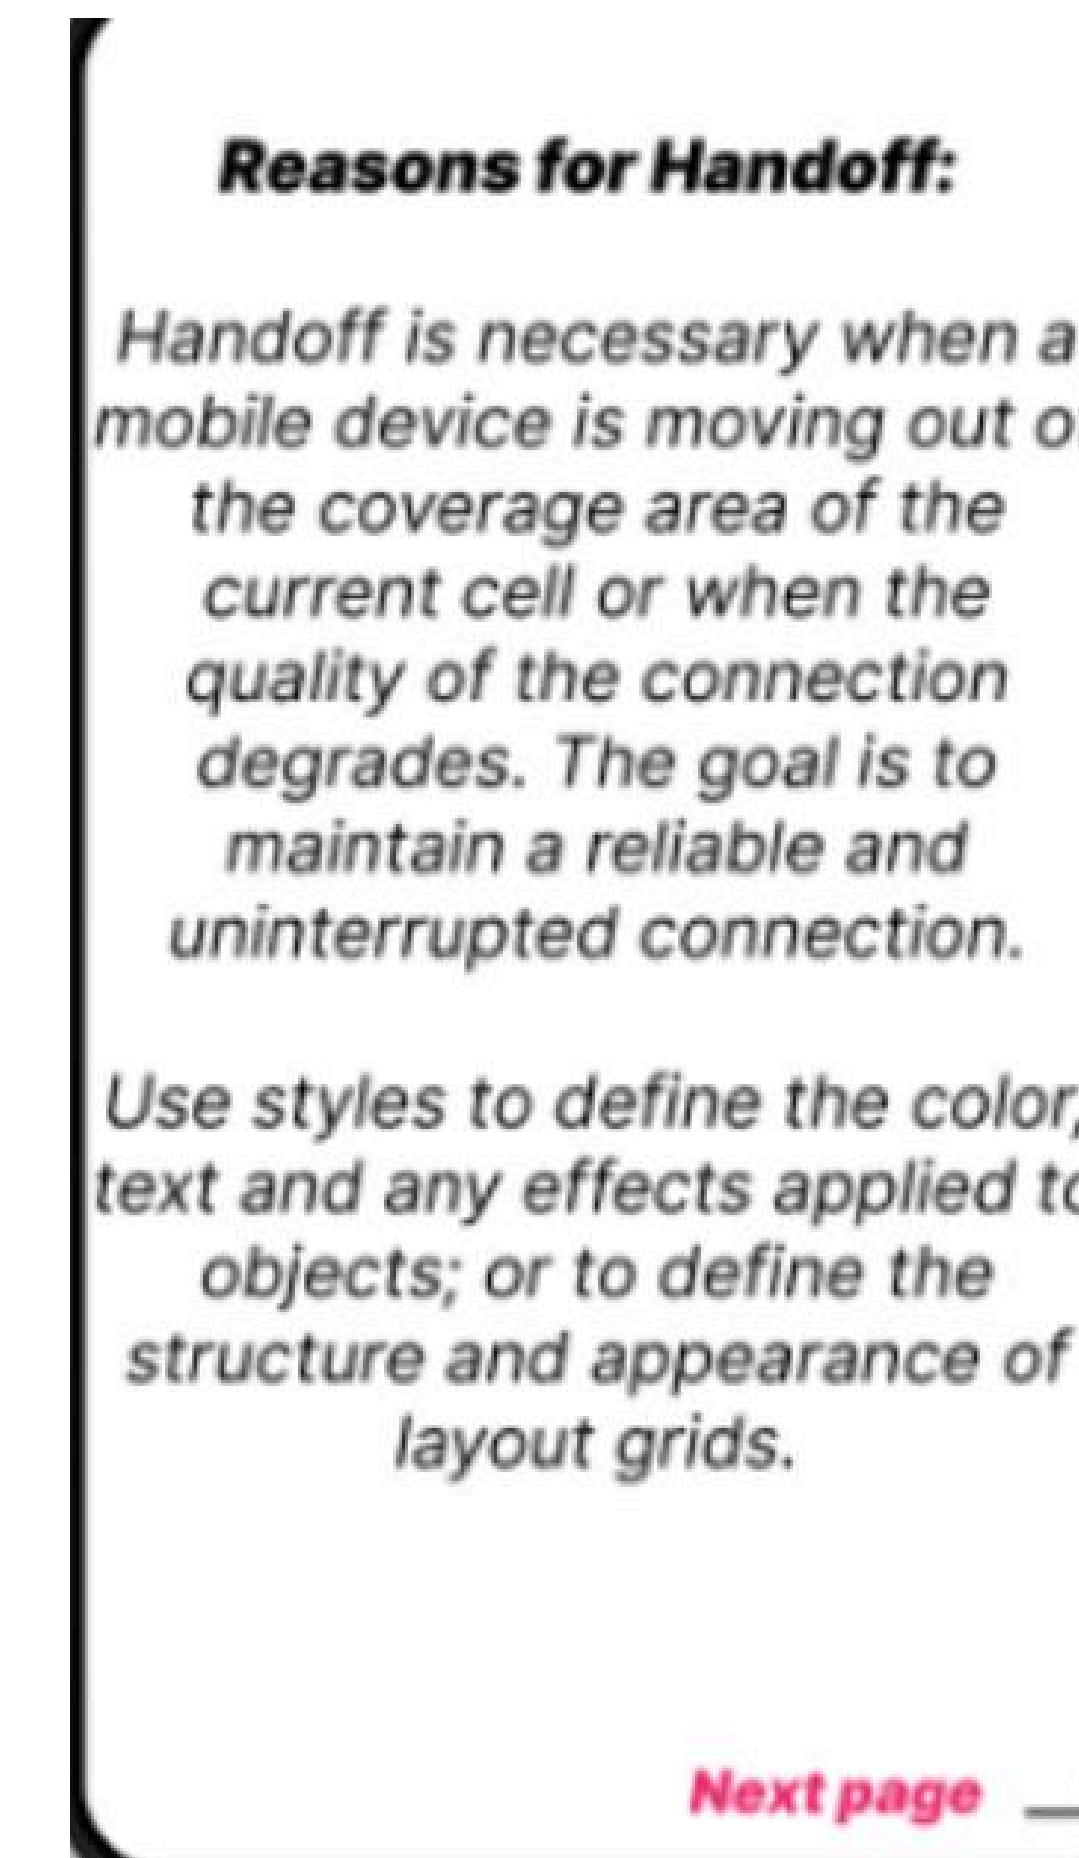 Reasons for Handoff:
Handoff is necessary when a
mobile device is moving out o
the coverage area of the
current cell or when the
quality of the connection
degrades. The goal is to
maintain a reliable and
uninterrupted connection.
Use styles to define the color,
text and any effects applied to
objects; or to define the
structure and appearance of
layout grids.
Next page